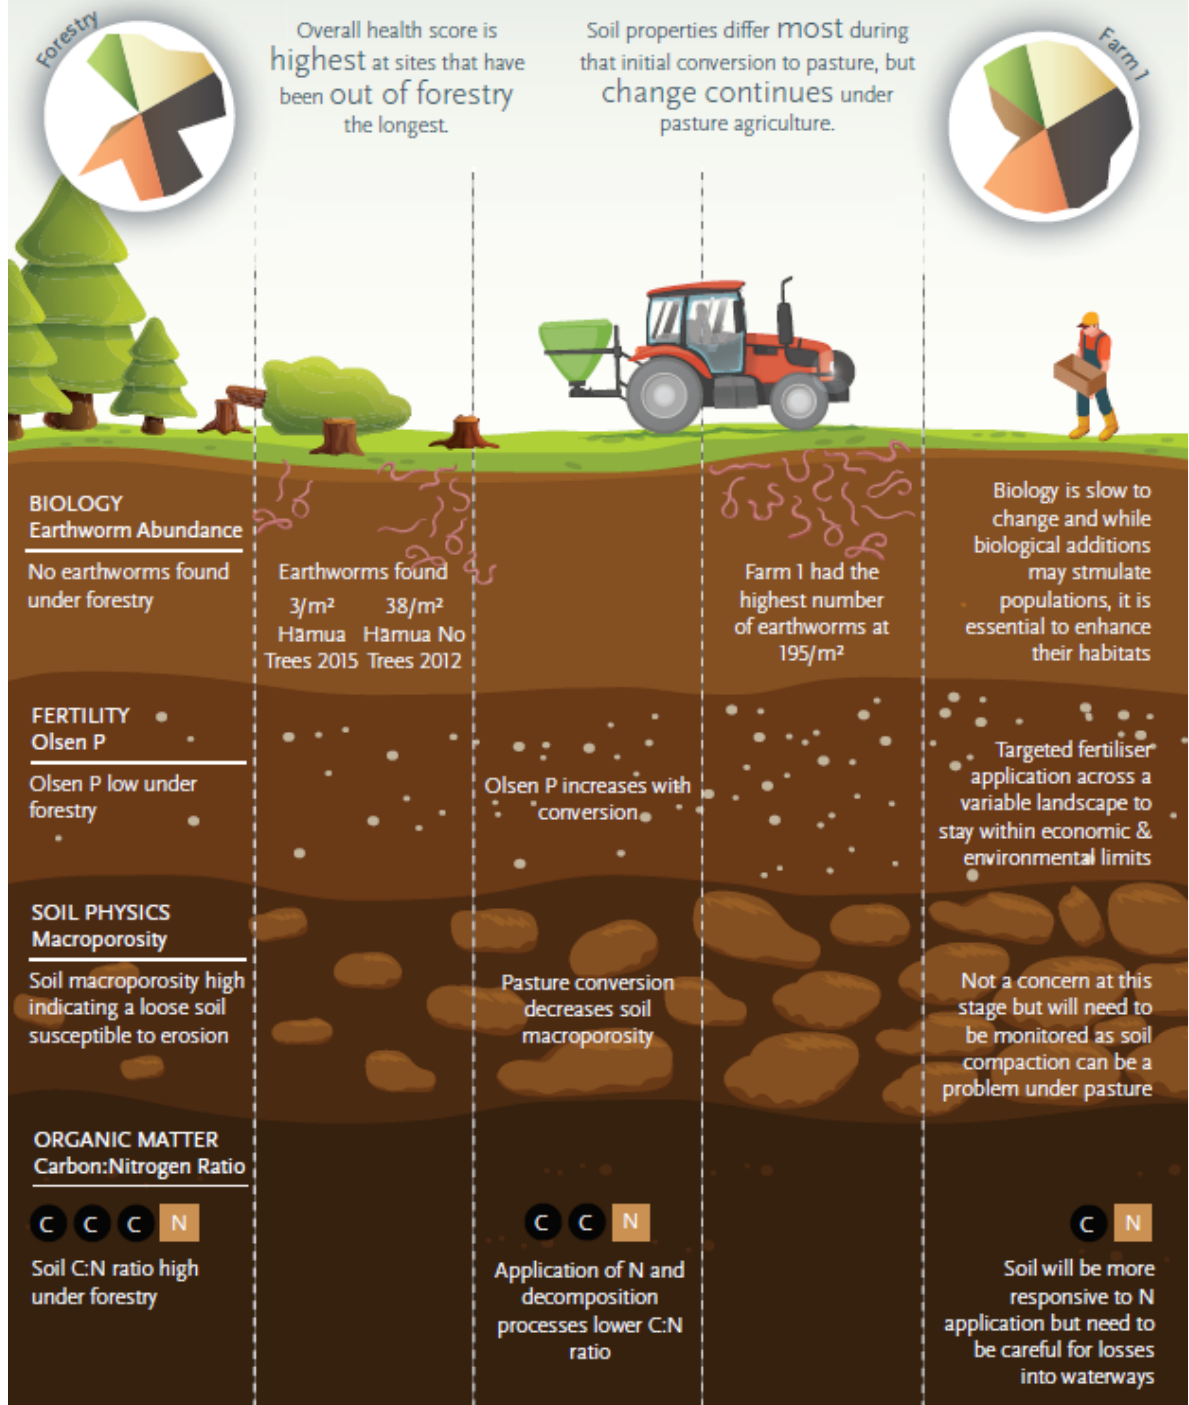 Forestry
Overall health score is
highest at sites that have
been out of forestry
the longest.
Soil properties differ most during
that initial conversion to pasture, but
change continues under
pasture agriculture.
Farm 1
BIOLOGY
Earthworm Abundance
No earthworms found
under forestry
Earthworms found
3/m²
Hāmua
Trees 2015
38/m²
Hāmua No
Trees 2012
Farm 1 had the
highest number
of earthworms at
195/m²
Biology is slow to
change and while
biological additions
may stmulate
populations, it is
essential to enhance
their habitats
FERTILITY
Olsen P
Olsen P low under
forestry
Olsen P increases with
conversion
Targeted fertiliser
application across a
variable landscape to
stay within economic &
environmental limits
SOIL PHYSICS
Macroporosity
Soil macroporosity high
indicating a loose soil
susceptible to erosion
Pasture conversion
decreases soil
macroporosity
Not a concern at this
stage but will need to
be monitored as soil
compaction can be a
problem under pasture
ORGANIC MATTER
Carbon:Nitrogen Ratio
C C C N
Soil C:N ratio high
under forestry
C C N
Application of N and
decomposition
processes lower C:N
ratio
C N
Soil will be more
responsive to N
application but need to
be careful for losses
into waterways